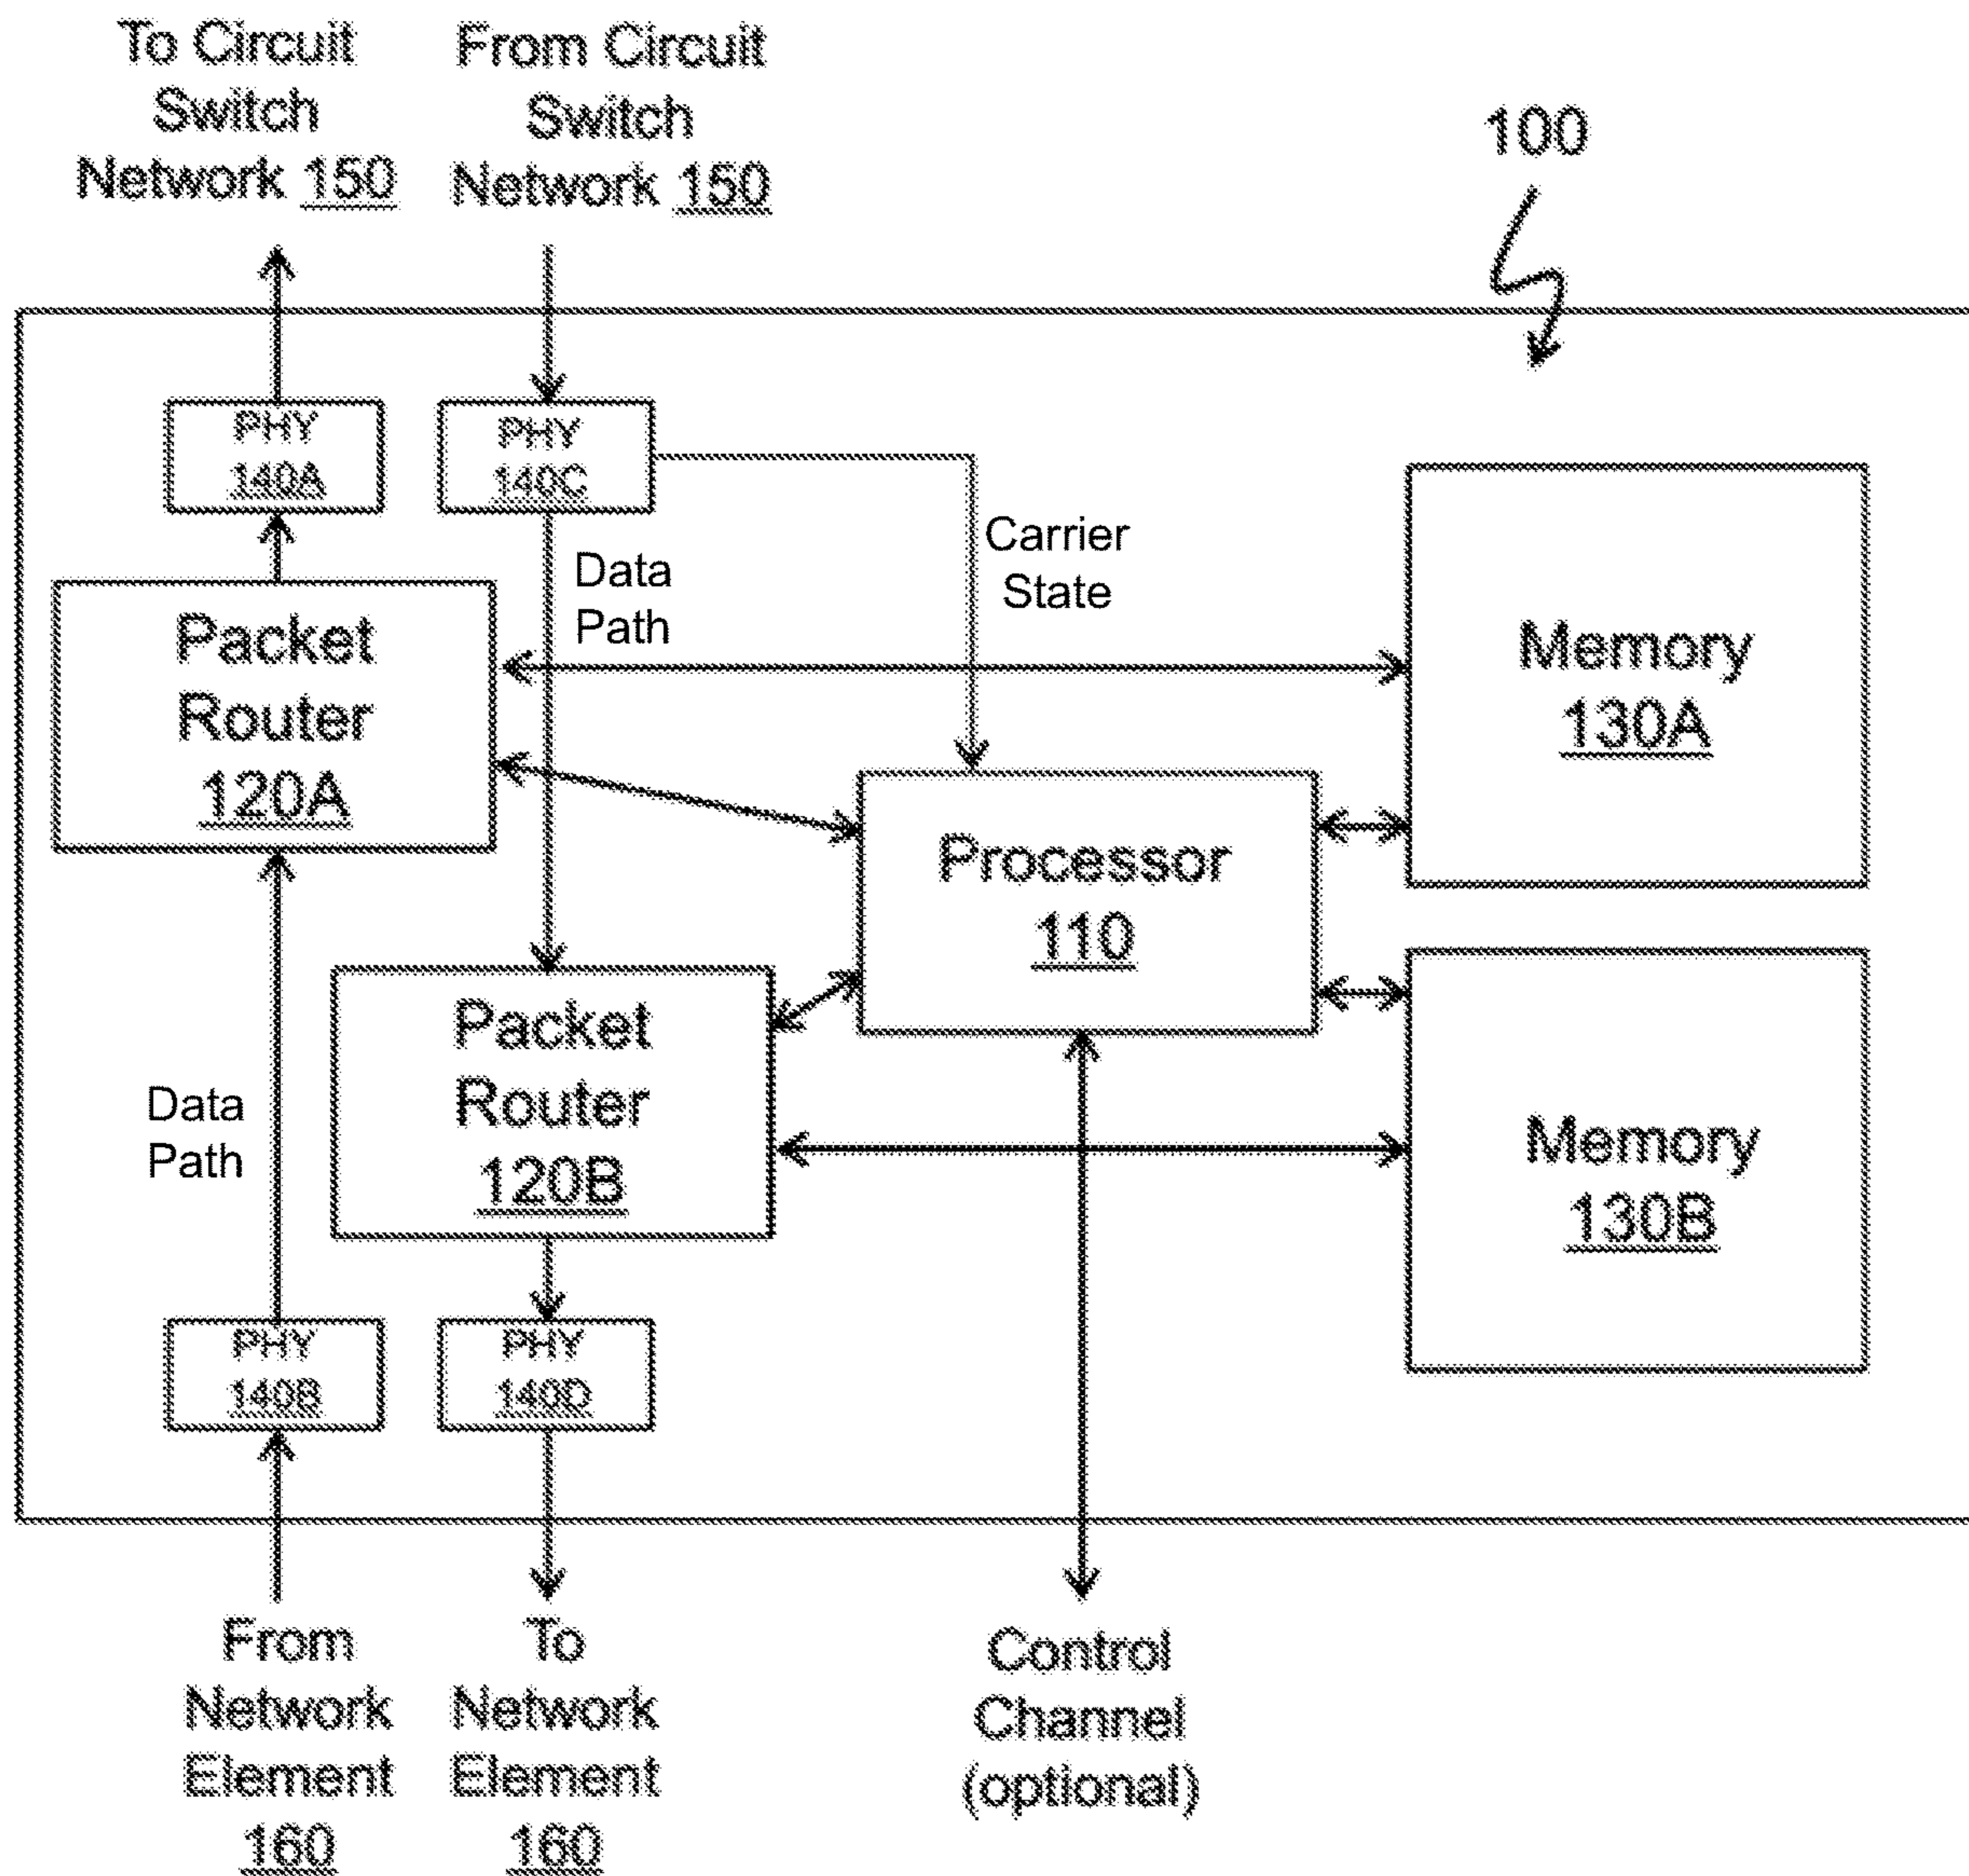 To Circuit
Switch
Network 150
From Circuit
Switch
Network 150
100
PHY
140A
PHY
140C
Carrier
State
Data
Path
Packet
Router
120A
Memory
130A
Processor
110
Packet
Router
120B
Data
Path
Memory
130B
PHY
140B
PHY
140D
From
Network
Element
160
To
Network
Element
160
Control
Channel
(optional)